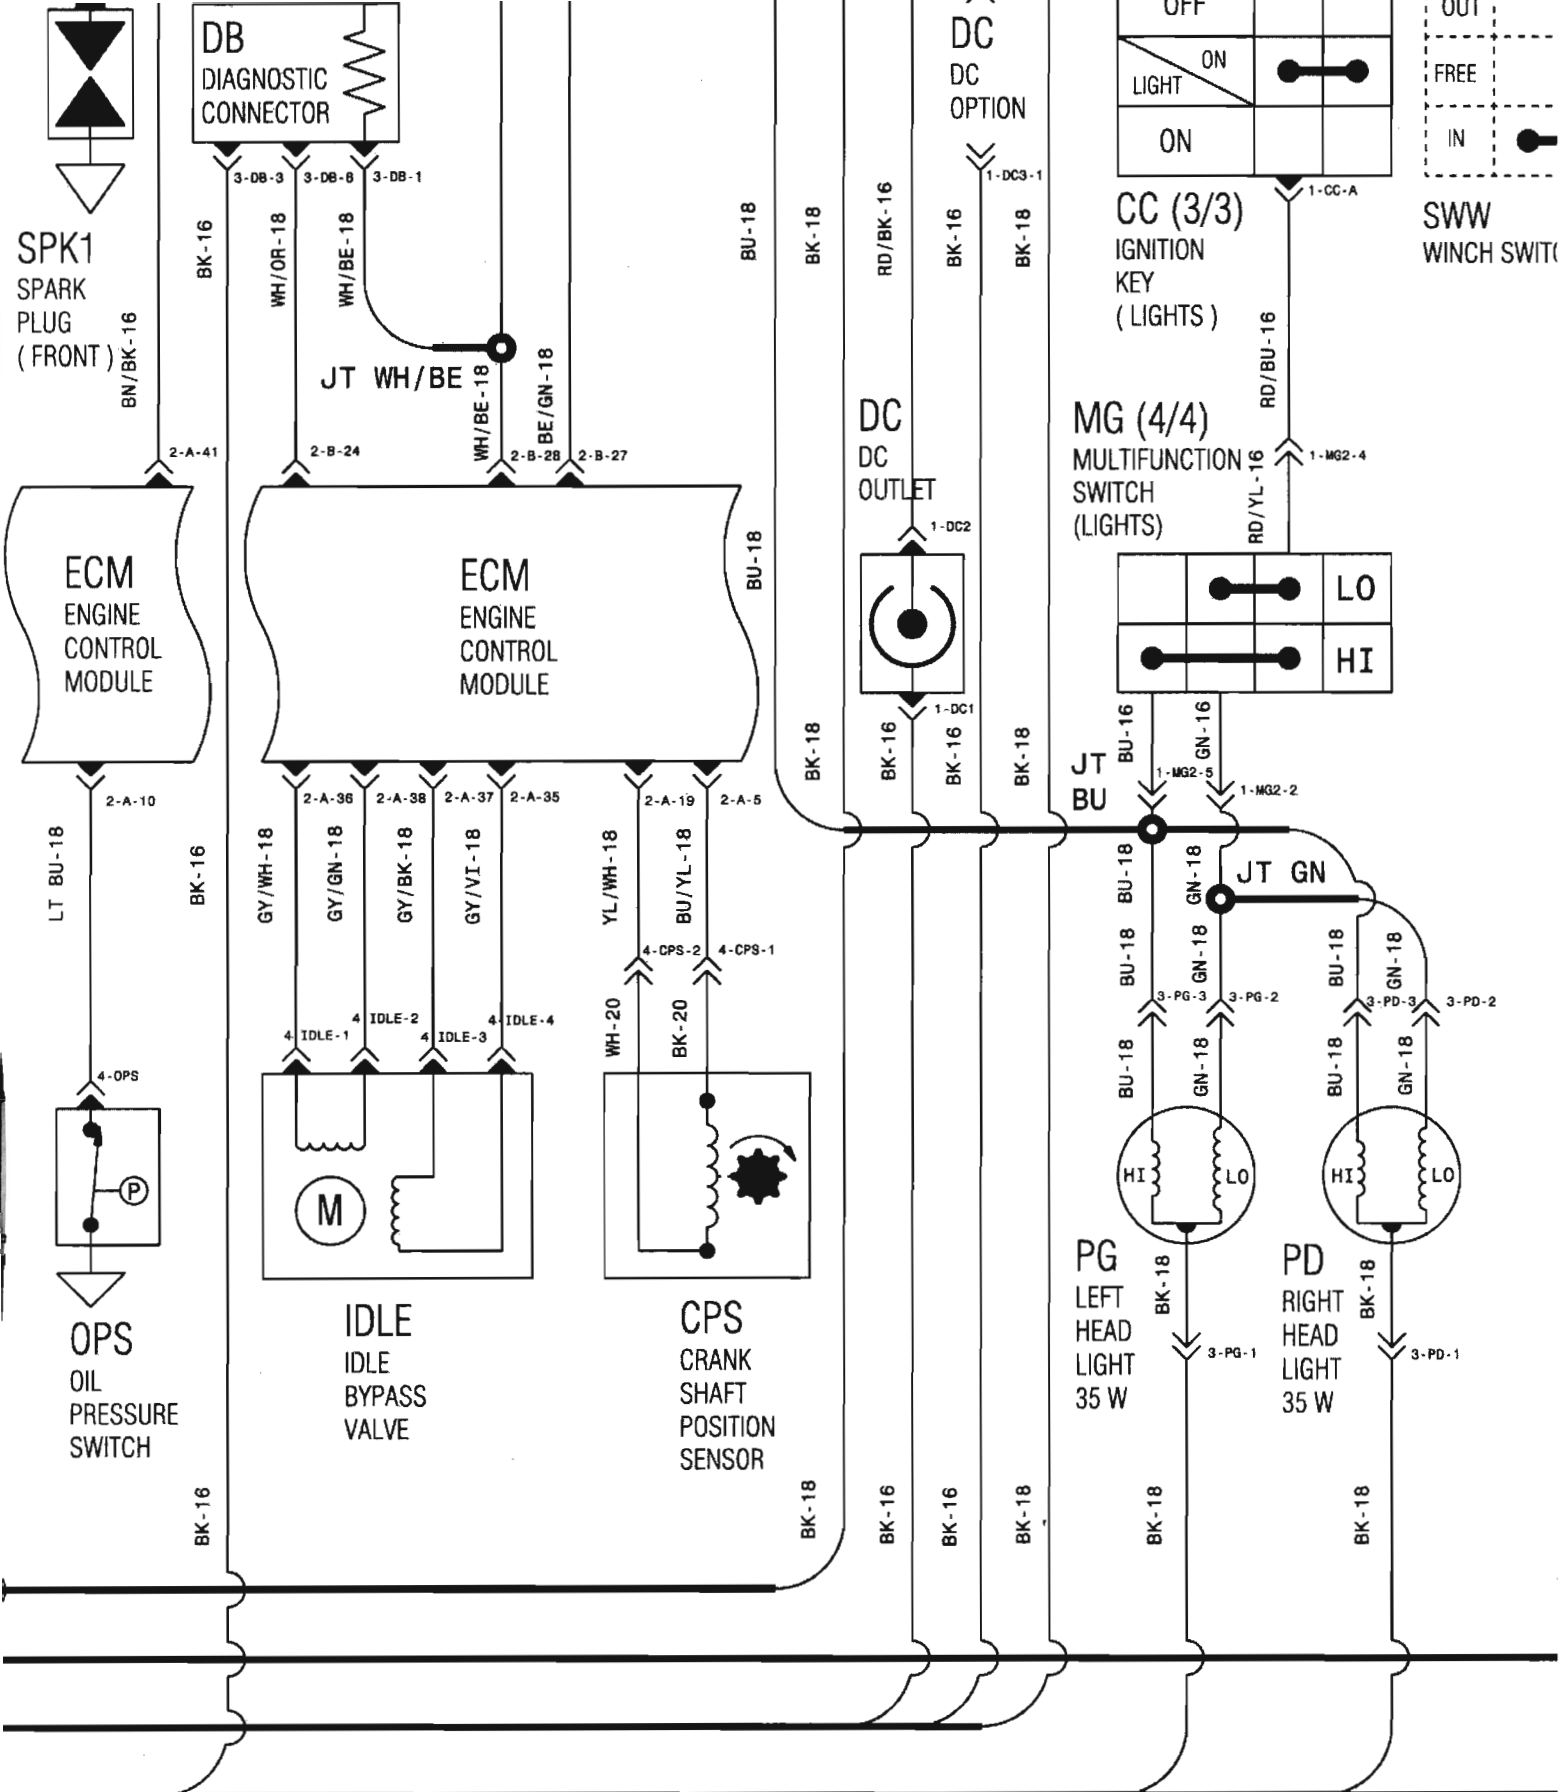 OFF
OUT
DB
DIAGNOSTIC
CONNECTOR
DC
DC
OPTION
ON
LIGHT
FREE
ON
IN
3-DB-3
3-DB-6
3-DB-1
1-DC3-1
1-CC-A
SPK1
SPARK
PLUG
( FRONT )
BN/BK-16
BK-16
WH/OR-18
WH/BE-18
BU-18
BK-18
RD/BK-16
BK-16
BK-18
CC (3/3)
IGNITION
KEY
( LIGHTS )
SWW
WINCH
RD/BU-16
JT WH/BE
WH/BE-18
BE/GN-18
2-A-41
2-B-24
2-B-28
2-B-27
DC
DC
OUTLET
MG (4/4)
MULTIFUNCTION
SWITCH
(LIGHTS)
1-MG2-4
RD/YL-16
1-DC2
ECM
ENGINE
CONTROL
MODULE
ECM
ENGINE
CONTROL
MODULE
BU-18
LO
HI
1-DC1
BK-18
BK-16
BK-16
BK-18
BU-16
GN-16
JT
BU
1-MG2-5
1-MG2-2
2-A-10
2-A-36
2-A-38
2-A-37
2-A-35
2-A-19
2-A-5
LT BU-18
BK-16
GY/WH-18
GY/GN-18
GY/BK-18
GY/VI-18
YL/WH-18
BU/YL-18
BU-18
GN-18
JT GN
BU-18
GN-18
BU-18
GN-18
4-CPS-2
4-CPS-1
3-PG-3
3-PG-2
3-PD-3
3-PD-2
4 IDLE-1
4 IDLE-2
4 IDLE-3
4 IDLE-4
WH-20
BK-20
BU-18
GN-18
BU-18
GN-18
4-OPS
P
M
HI
LO
HI
LO
OPS
OIL
PRESSURE
SWITCH
IDLE
IDLE
BYPASS
VALVE
CPS
CRANK
SHAFT
POSITION
SENSOR
PG
LEFT
HEAD
LIGHT
35 W
BK-18
3-PG-1
PD
RIGHT
HEAD
LIGHT
35 W
BK-18
3-PD-1
BK-16
BK-18
BK-16
BK-16
BK-18
BK-18
BK-18